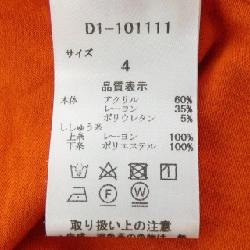 D1-101111
サイズ
4
品質表示
本体 アクリル 60%
レーヨン 35%
ポリウレタン 5%
ししゅう糸
上糸 レーヨン 100%
下糸 ポリエステル 100%
取り扱い上の注意